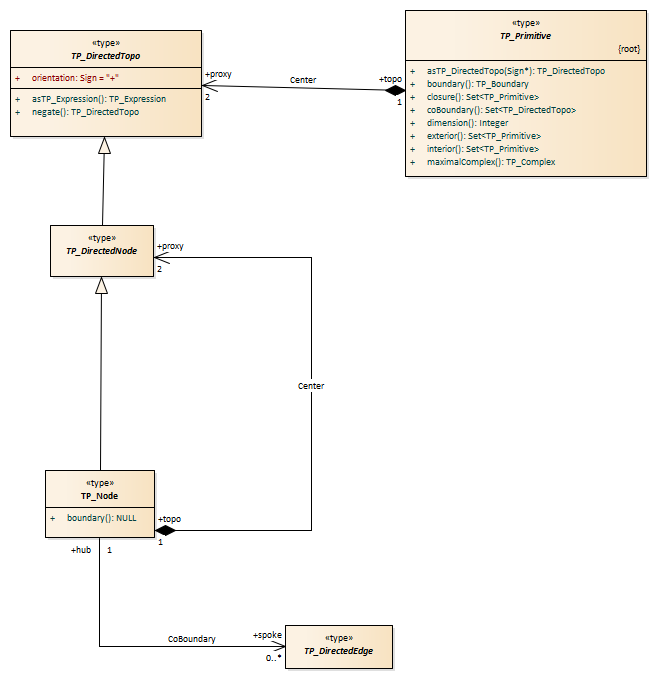 «type»
TP_DirectedTopo
+ orientation: Sign = "+"
+ asTP_Expression(): TP_Expression
+ negate(): TP_DirectedTopo
+proxy
2
Center
+topo
1
«type»
TP_Primitive
{root}
+ asTP_DirectedTopo(Sign*): TP_DirectedTopo
+ boundary(): TP_Boundary
+ closure(): Set<TP_Primitive>
+ coBoundary(): Set<TP_DirectedTopo>
+ dimension(): Integer
+ exterior(): Set<TP_Primitive>
+ interior(): Set<TP_Primitive>
+ maximalComplex(): TP_Complex
«type»
TP_DirectedNode
+proxy
2
Center
«type»
TP_Node
+ boundary(): NULL
+topo
1
+hub 1
CoBoundary
+spoke
0..*
«type»
TP_DirectedEdge